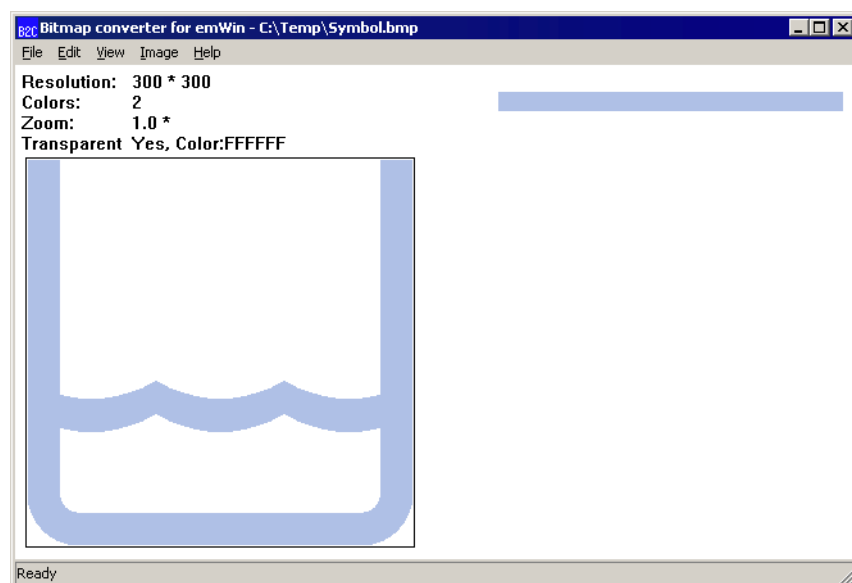 B2C Bitmap converter for emWin - C:\Temp\Symbol.bmp
File Edit View Image Help
Resolution: 300 * 300
Colors: 2
Zoom: 1.0 *
Transparent Yes, Color:FFFFFF
Ready